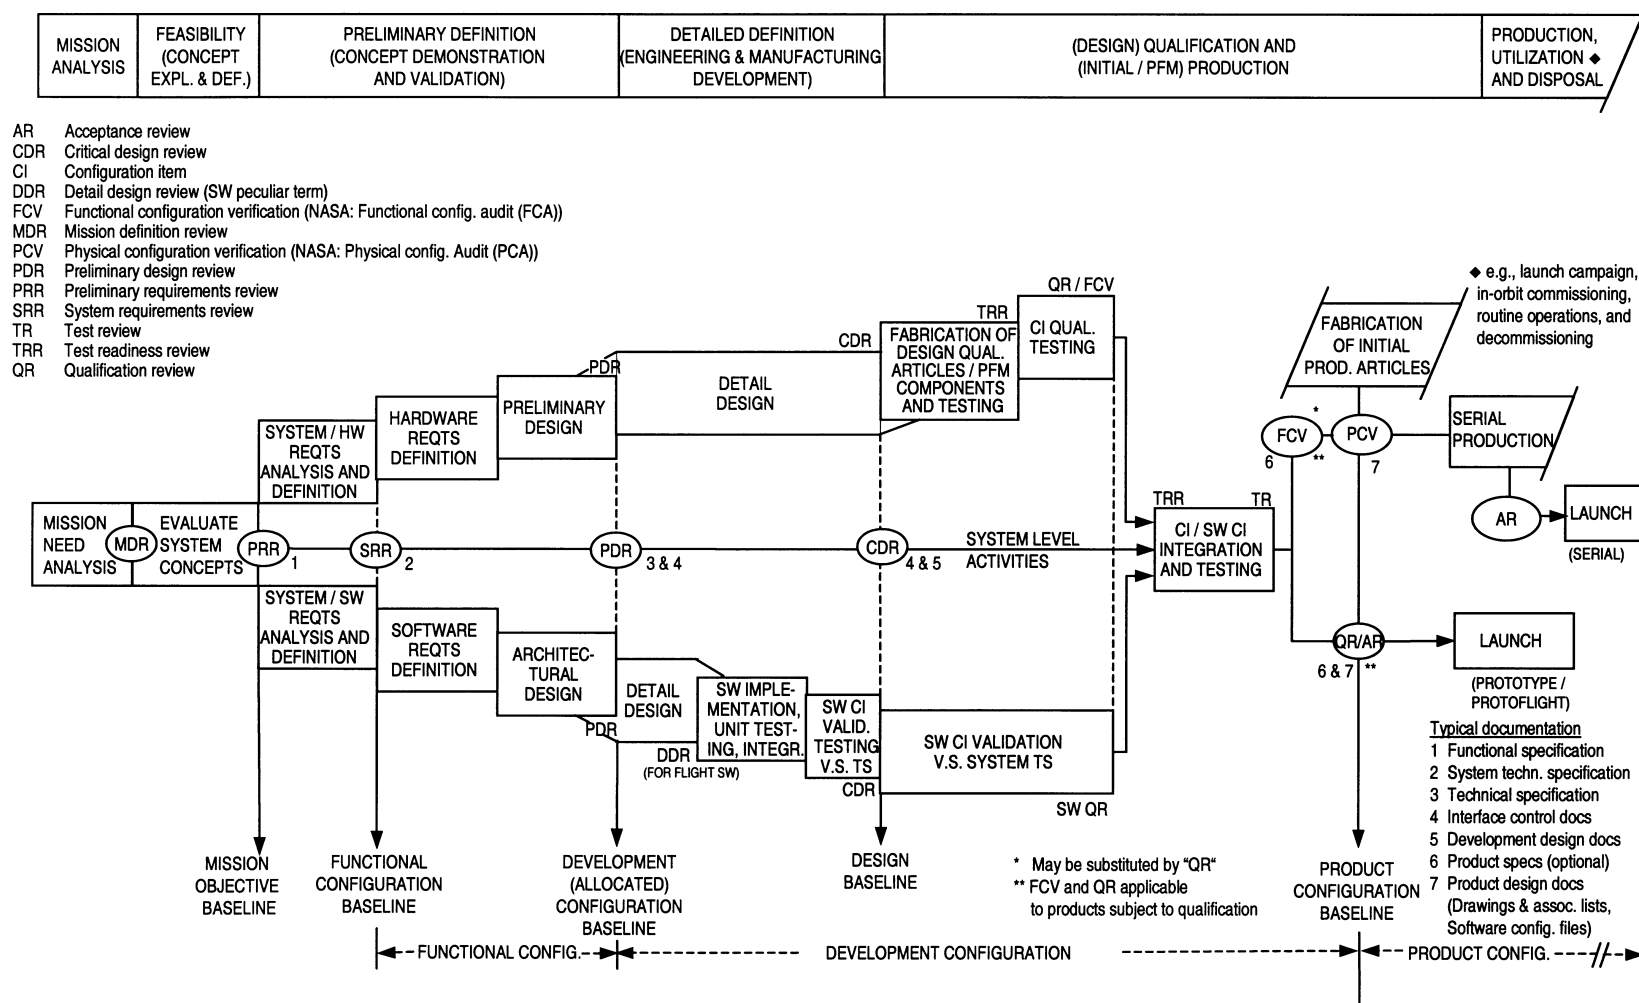 MISSION
ANALYSIS
FEASIBILITY
(CONCEPT
EXPL. & DEF.)
PRELIMINARY DEFINITION
(CONCEPT DEMONSTRATION
AND VALIDATION)
DETAILED DEFINITION
(ENGINEERING & MANUFACTURING
DEVELOPMENT)
(DESIGN) QUALIFICATION AND
(INITIAL / PFM) PRODUCTION
PRODUCTION,
UTILIZATION ◆
AND DISPOSAL
AR Acceptance review
CDR Critical design review
CI Configuration item
DDR Detail design review (SW peculiar term)
FCV Functional configuration verification (NASA: Functional config. audit (FCA))
MDR Mission definition review
PCV Physical configuration verification (NASA: Physical config. Audit (PCA))
PDR Preliminary design review
PRR Preliminary requirements review
SRR System requirements review
TR Test review
TRR Test readiness review
QR Qualification review
◆ e.g., launch campaign,
in-orbit commissioning,
routine operations, and
decommissioning
SYSTEM / HW
REQTS
ANALYSIS AND
DEFINITION
HARDWARE
REQTS
DEFINITION
PRELIMINARY
DESIGN
PDR
DETAIL
DESIGN
CDR
FABRICATION OF
DESIGN QUAL.
ARTICLES / PFM
COMPONENTS
AND TESTING
TRR
CI QUAL.
TESTING
QR / FCV
FABRICATION
OF INITIAL
PROD. ARTICLES
FCV
*
**
6
PCV
7
SERIAL
PRODUCTION
AR
LAUNCH
(SERIAL)
MISSION
NEED
ANALYSIS
MDR
EVALUATE
SYSTEM
CONCEPTS
PRR
1
SRR
2
PDR
3 & 4
CDR
4 & 5
SYSTEM LEVEL
ACTIVITIES
TRR
TR
CI / SW CI
INTEGRATION
AND TESTING
QR/AR
6 & 7 **
LAUNCH
(PROTOTYPE /
PROTOFLIGHT)
SYSTEM / SW
REQTS
ANALYSIS AND
DEFINITION
SOFTWARE
REQTS
DEFINITION
ARCHITEC-
TURAL
DESIGN
PDR
DETAIL
DESIGN
DDR
(FOR FLIGHT SW)
SW IMPLE-
MENTATION,
UNIT TEST-
ING, INTEGR.
SW CI
VALID.
TESTING
V.S. TS
CDR
SW CI VALIDATION
V.S. SYSTEM TS
SW QR
Typical documentation
1 Functional specification
2 System techn. specification
3 Technical specification
4 Interface control docs
5 Development design docs
6 Product specs (optional)
7 Product design docs
(Drawings & assoc. lists,
Software config. files)
MISSION
OBJECTIVE
BASELINE
FUNCTIONAL
CONFIGURATION
BASELINE
DEVELOPMENT
(ALLOCATED)
CONFIGURATION
BASELINE
DESIGN
BASELINE
* May be substituted by “QR“
** FCV and QR applicable
to products subject to qualification
PRODUCT
CONFIGURATION
BASELINE
FUNCTIONAL CONFIG.
DEVELOPMENT CONFIGURATION
PRODUCT CONFIG.